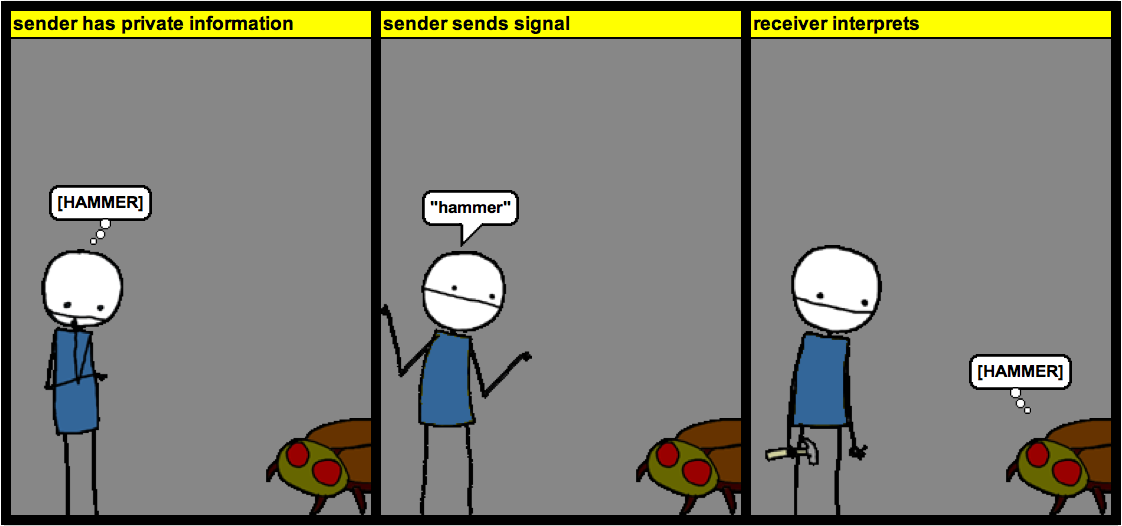 sender has private information
[HAMMER]
sender sends signal
"hammer"
receiver interprets
[HAMMER]